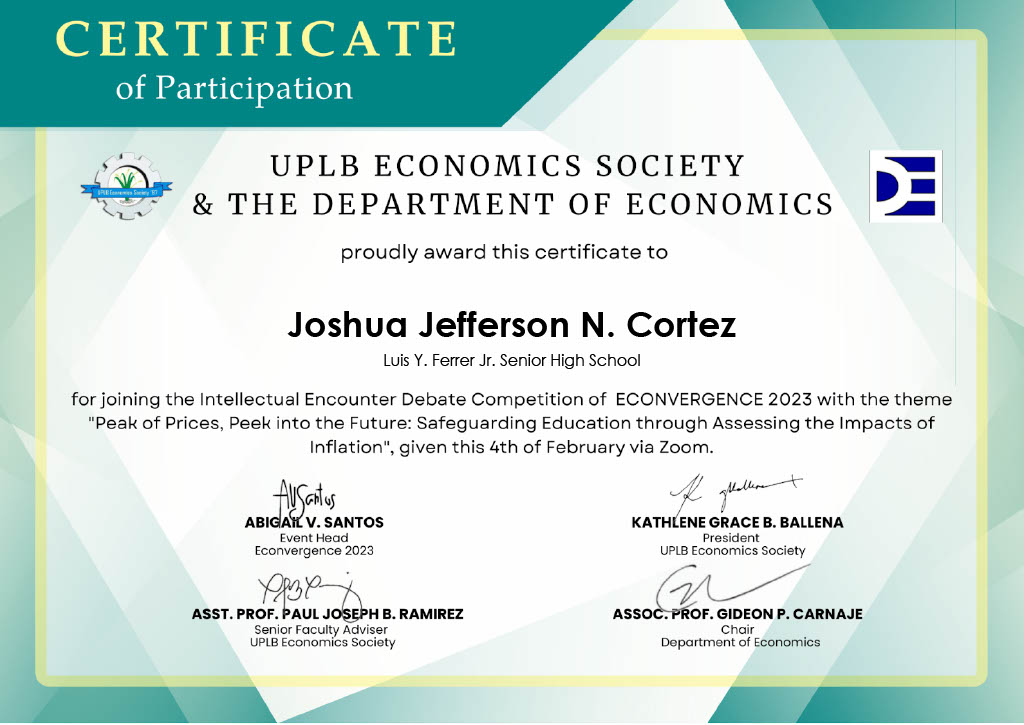 CERTIFICATE
of Participation
UPLB ECONOMICS SOCIETY
& THE DEPARTMENT OF ECONOMICS
UPLB Economics Society '87
DE
proudly award this certificate to
Joshua Jefferson N. Cortez
Luis Y. Ferrer Jr. Senior High School
for joining the Intellectual Encounter Debate Competition of ECONVERGENCE 2023 with the theme
"Peak of Prices, Peek into the Future: Safeguarding Education through Assessing the Impacts of
Inflation", given this 4th of February via Zoom.
AVSantos
ABIGAIL V. SANTOS
Event Head
Econvergence 2023
KATHLENE GRACE B. BALLENA
President
UPLB Economics Society
ASST. PROF. PAUL JOSEPH B. RAMIREZ
Senior Faculty Adviser
UPLB Economics Society
ASSOC. PROF. GIDEON P. CARNAJE
Chair
Department of Economics